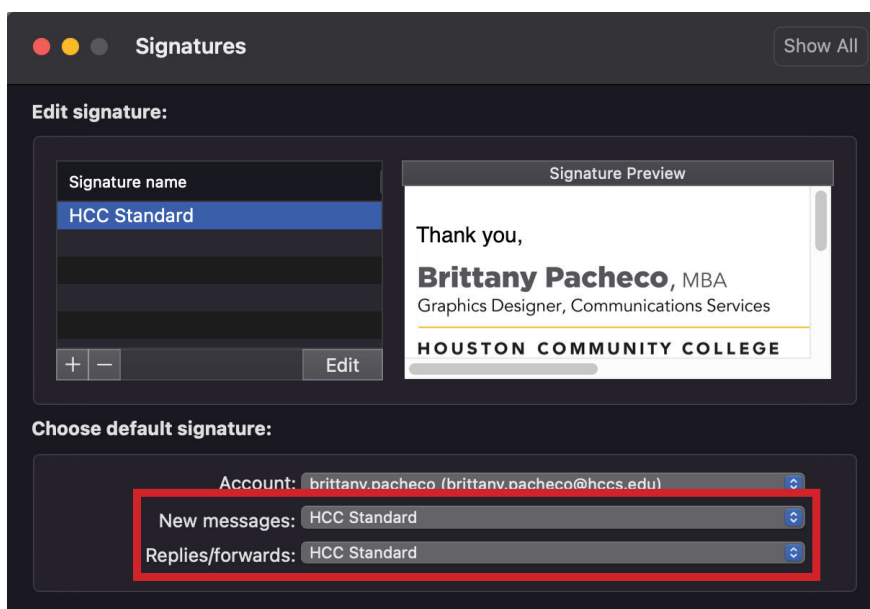 Signatures
Show All
Edit signature:
Signature name
Signature Preview
HCC Standard
Thank you,
Brittany Pacheco, MBA
Graphics Designer, Communications Services
HOUSTON COMMUNITY COLLEGE
+ − Edit
Choose default signature:
Account: brittany.pacheco (brittany.pacheco@hccs.edu)
New messages: HCC Standard
Replies/forwards: HCC Standard